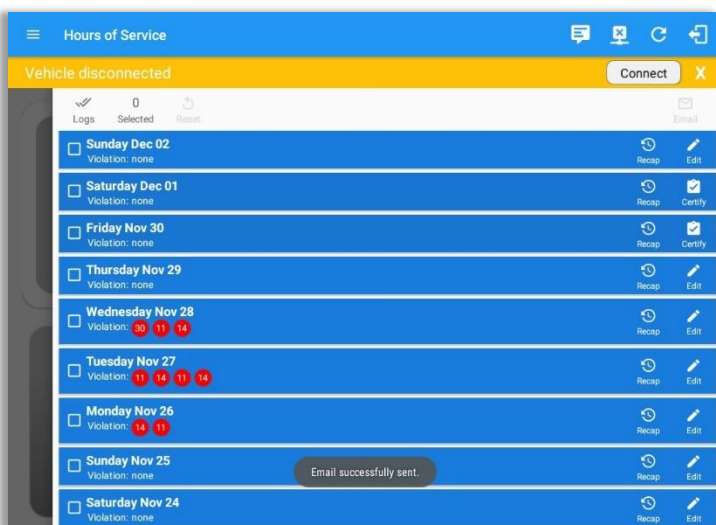 Hours of Service
Vehicle disconnected
Connect X
0
Logs Selected Reset Email
Sunday Dec 02
Violation: none
Recap Edit
Saturday Dec 01
Violation: none
Recap Certify
Friday Nov 30
Violation: none
Recap Certify
Thursday Nov 29
Violation: none
Recap Edit
Wednesday Nov 28
Violation: 30 11 14
Recap Edit
Tuesday Nov 27
Violation: 11 14 11 14
Recap Edit
Monday Nov 26
Violation: 14 11
Recap Edit
Sunday Nov 25
Violation: none
Recap Edit
Email successfully sent.
Saturday Nov 24
Violation: none
Recap Edit